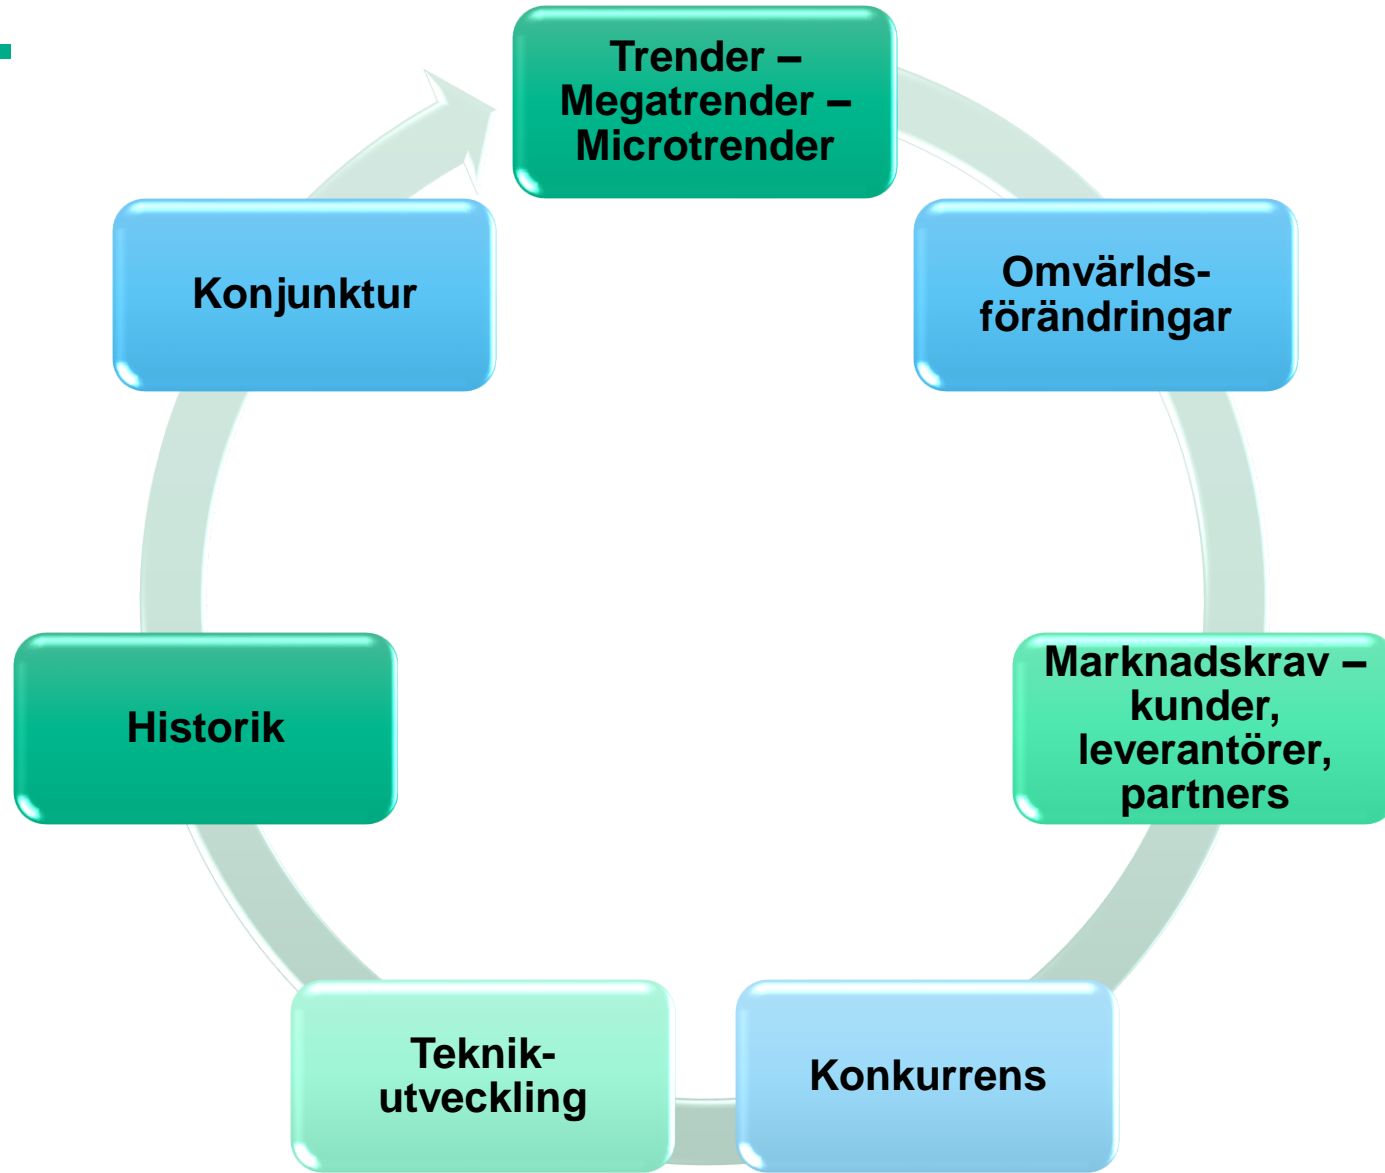 Trender –
Megatrender –
Microtrender
Omvärlds-
förändringar
Marknadskrav –
kunder,
leverantörer,
partners
Konkurrens
Teknik-
utveckling
Historik
Konjunktur